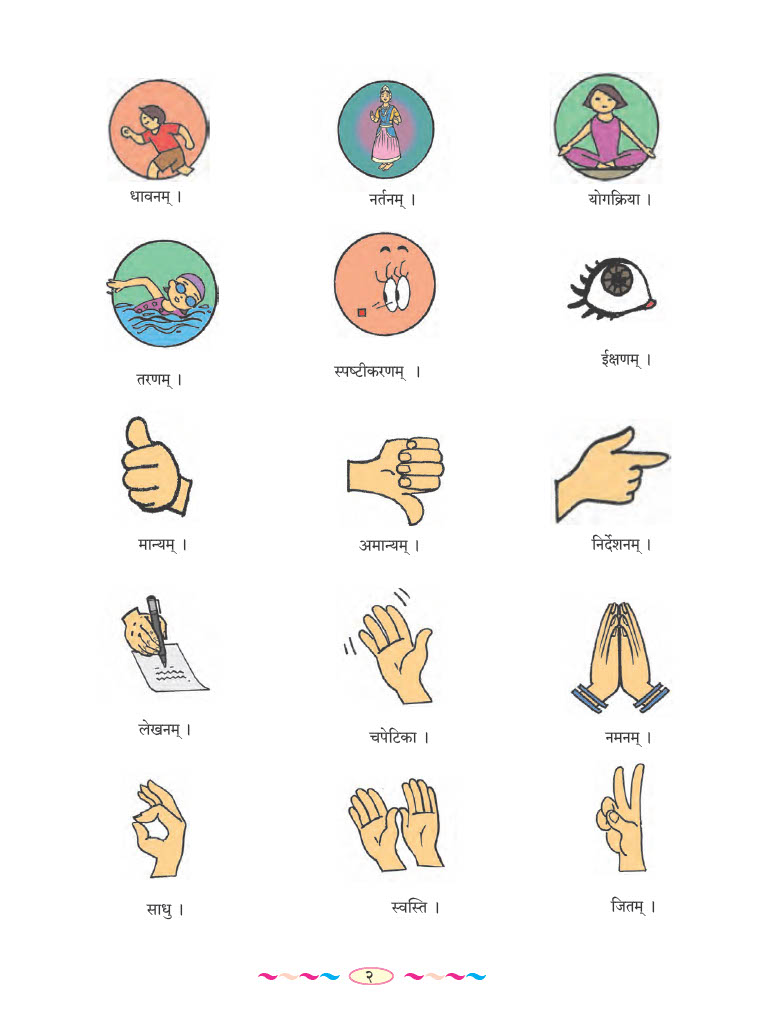 धावनम् ।
नर्तनम् ।
योगक्रिया ।
तरणम् ।
स्पष्टीकरणम् ।
ईक्षणम् ।
मान्यम् ।
अमान्यम् ।
निर्देशनम् ।
लेखनम् ।
चपेटिका ।
नमनम् ।
साधु ।
स्वस्ति ।
जितम् ।
२